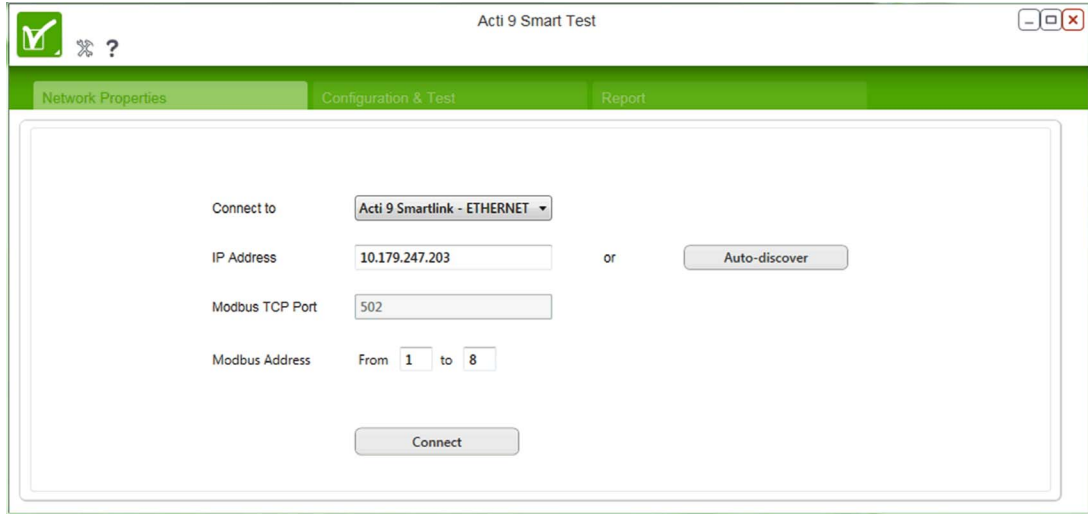 Acti 9 Smart Test
?
Network Properties Configuration & Test Report
Connect to Acti 9 Smartlink - ETHERNET
IP Address 10.179.247.203 or Auto-discover
Modbus TCP Port 502
Modbus Address From 1 to 8
Connect